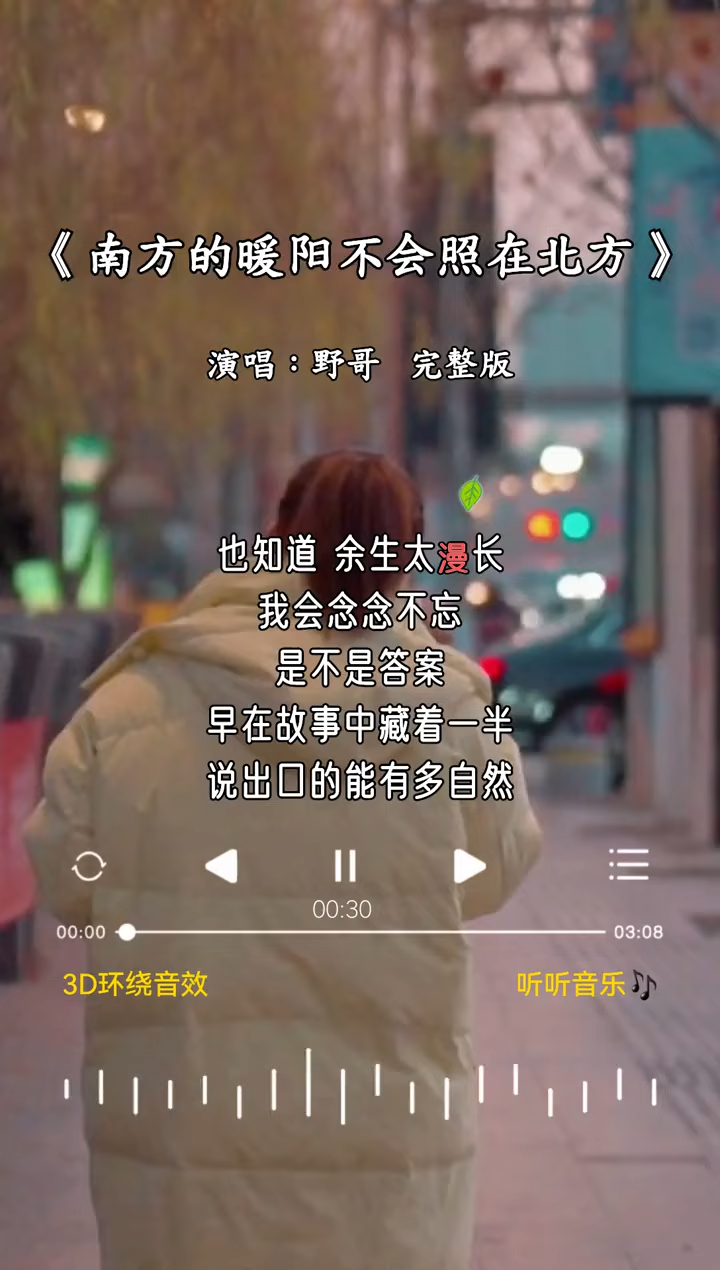 《南方的暖阳不会照在北方》
演唱：野哥 完整版
也知道 余生太漫长
我会念念不忘
是不是答案
早在故事中藏着一半
说出口的能有多自然
00:30
00:00 03:08
3D环绕音效 听听音乐🎶